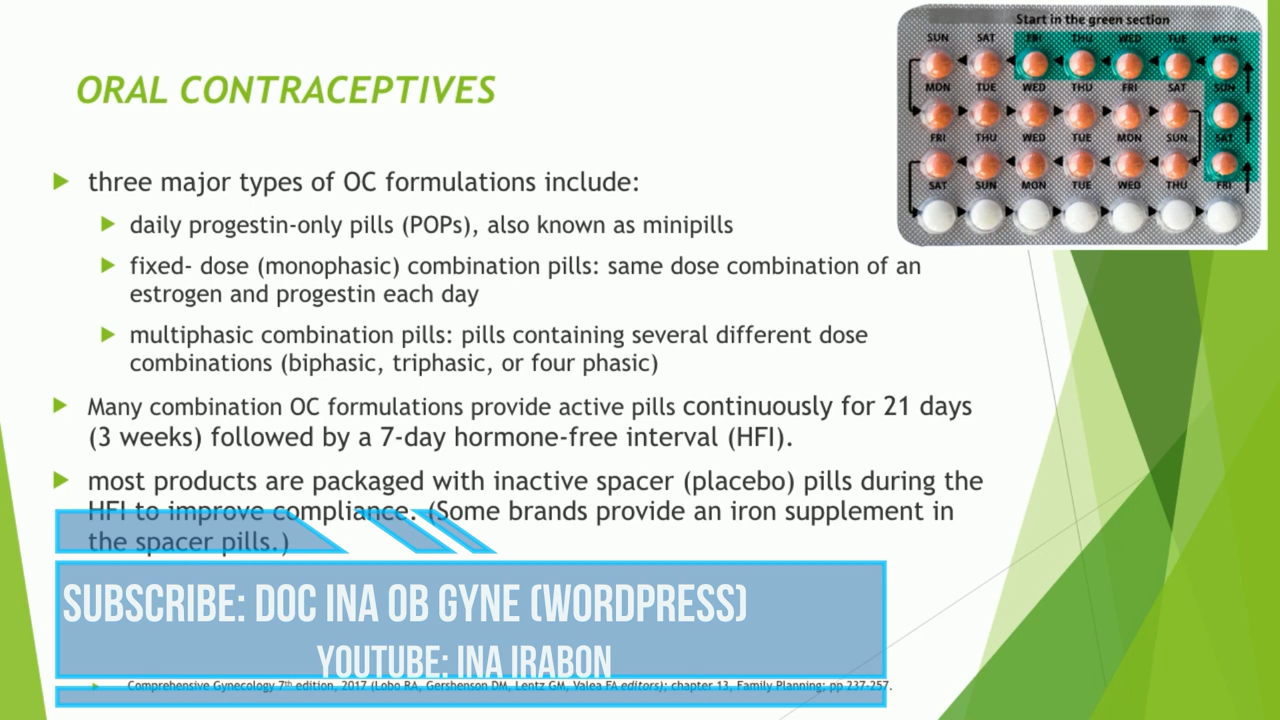 Start in the green section
SUN SAT FRI THU WED TUE MON
MON TUE WED THU FRI SAT SUN
FRI THU WED TUE MON SUN SAT
SAT SUN MON TUE WED THU FRI
ORAL CONTRACEPTIVES
three major types of OC formulations include:
daily progestin-only pills (POPs), also known as minipills
fixed- dose (monophasic) combination pills: same dose combination of an
estrogen and progestin each day
multiphasic combination pills: pills containing several different dose
combinations (biphasic, triphasic, or four phasic)
Many combination OC formulations provide active pills continuously for 21 days
(3 weeks) followed by a 7-day hormone-free interval (HFI).
most products are packaged with inactive spacer (placebo) pills during the
HFI to improve compliance. (Some brands provide an iron supplement in
the spacer pills.)
SUBSCRIBE: DOC INA OB GYNE (WORDPRESS)
YOUTUBE: INA IRABON
Comprehensive Gynecology 7th edition, 2017 (Lobo RA, Gershenson DM, Lentz GM, Valea FA editors); chapter 13, Family Planning; pp 237-257.